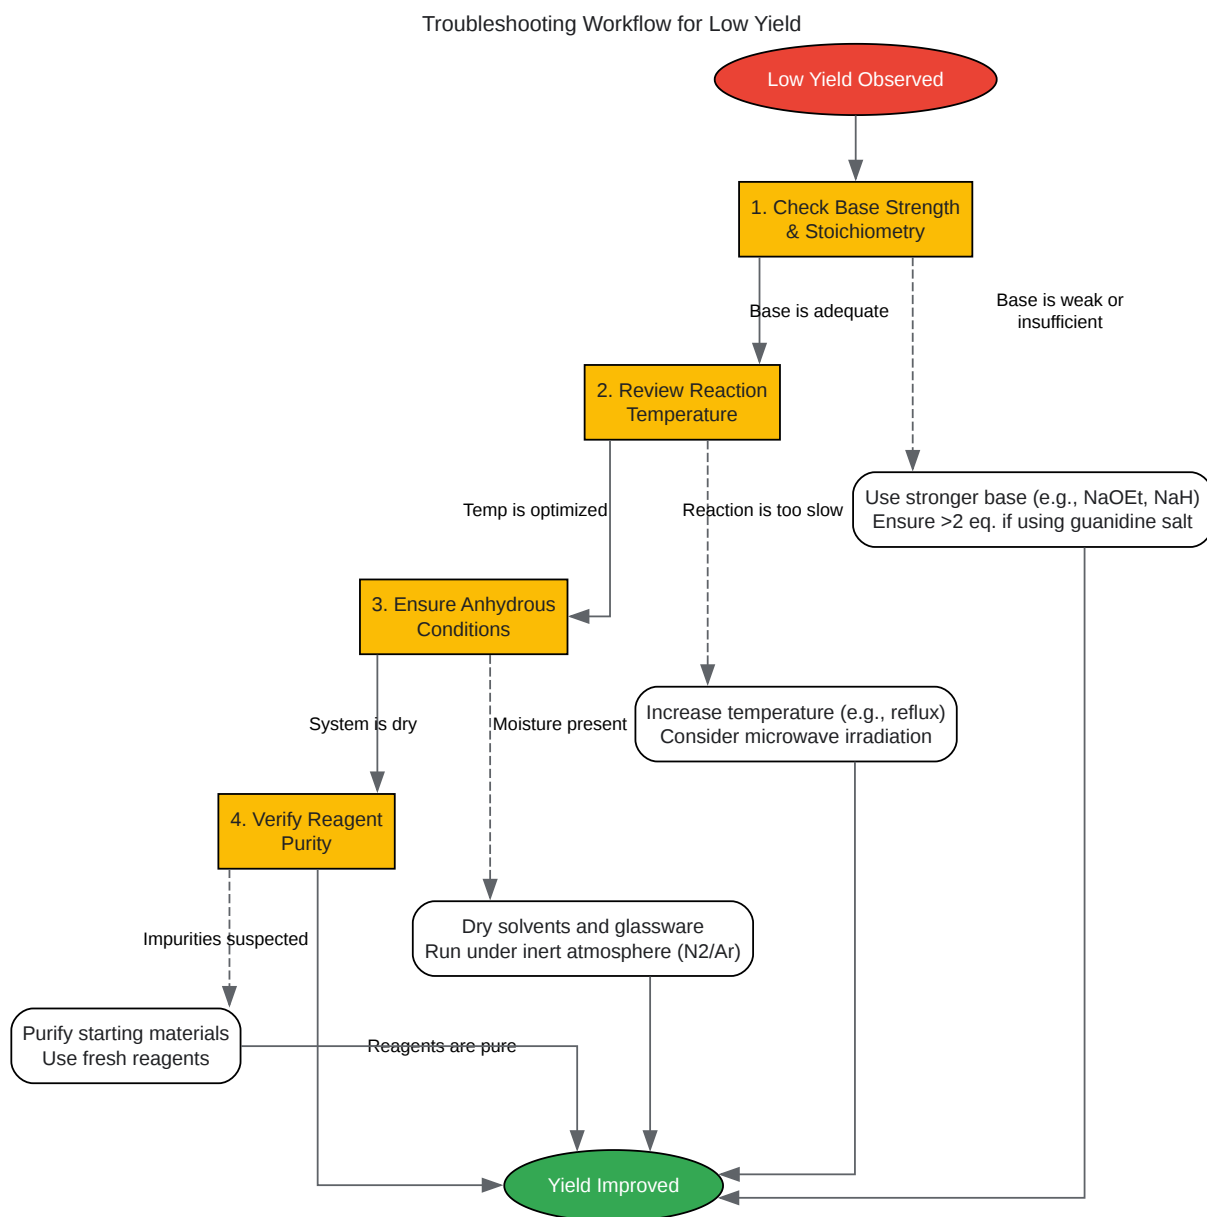 Troubleshooting Workflow for Low Yield
Low Yield Observed
1. Check Base Strength
& Stoichiometry
Base is adequate
Base is weak or
insufficient
2. Review Reaction
Temperature
Temp is optimized
Reaction is too slow
Use stronger base (e.g., NaOEt, NaH)
Ensure >2 eq. if using guanidine salt
3. Ensure Anhydrous
Conditions
System is dry
Moisture present
Increase temperature (e.g., reflux)
Consider microwave irradiation
4. Verify Reagent
Purity
Impurities suspected
Dry solvents and glassware
Run under inert atmosphere (N2/Ar)
Purify starting materials
Use fresh reagents
Reagents are pure
Yield Improved